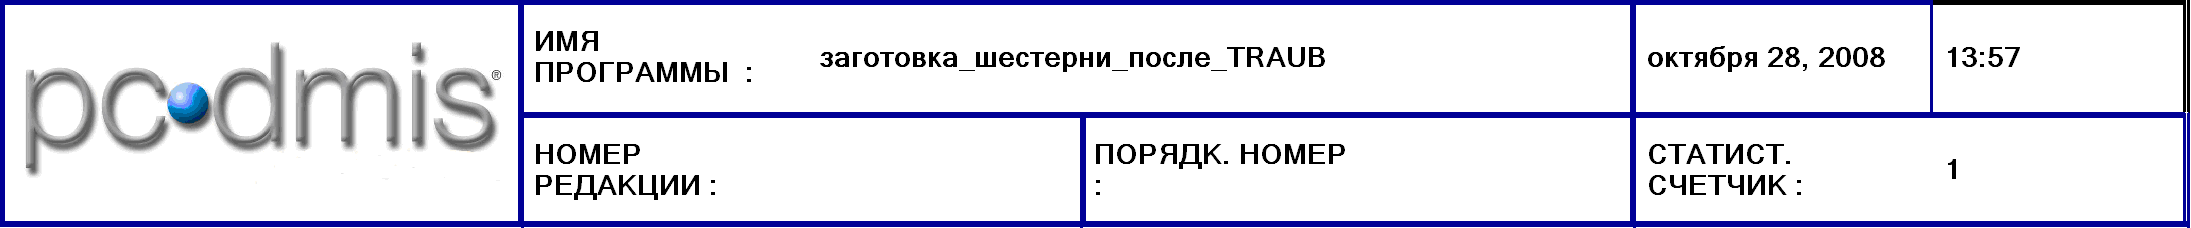 pc dmis®
ИМЯ
ПРОГРАММЫ :
заготовка_шестерни_после_TRAUB
октября 28, 2008
13:57
НОМЕР
РЕДАКЦИИ :
ПОРЯДК. НОМЕР
:
СТАТИСТ.
СЧЕТЧИК :
1